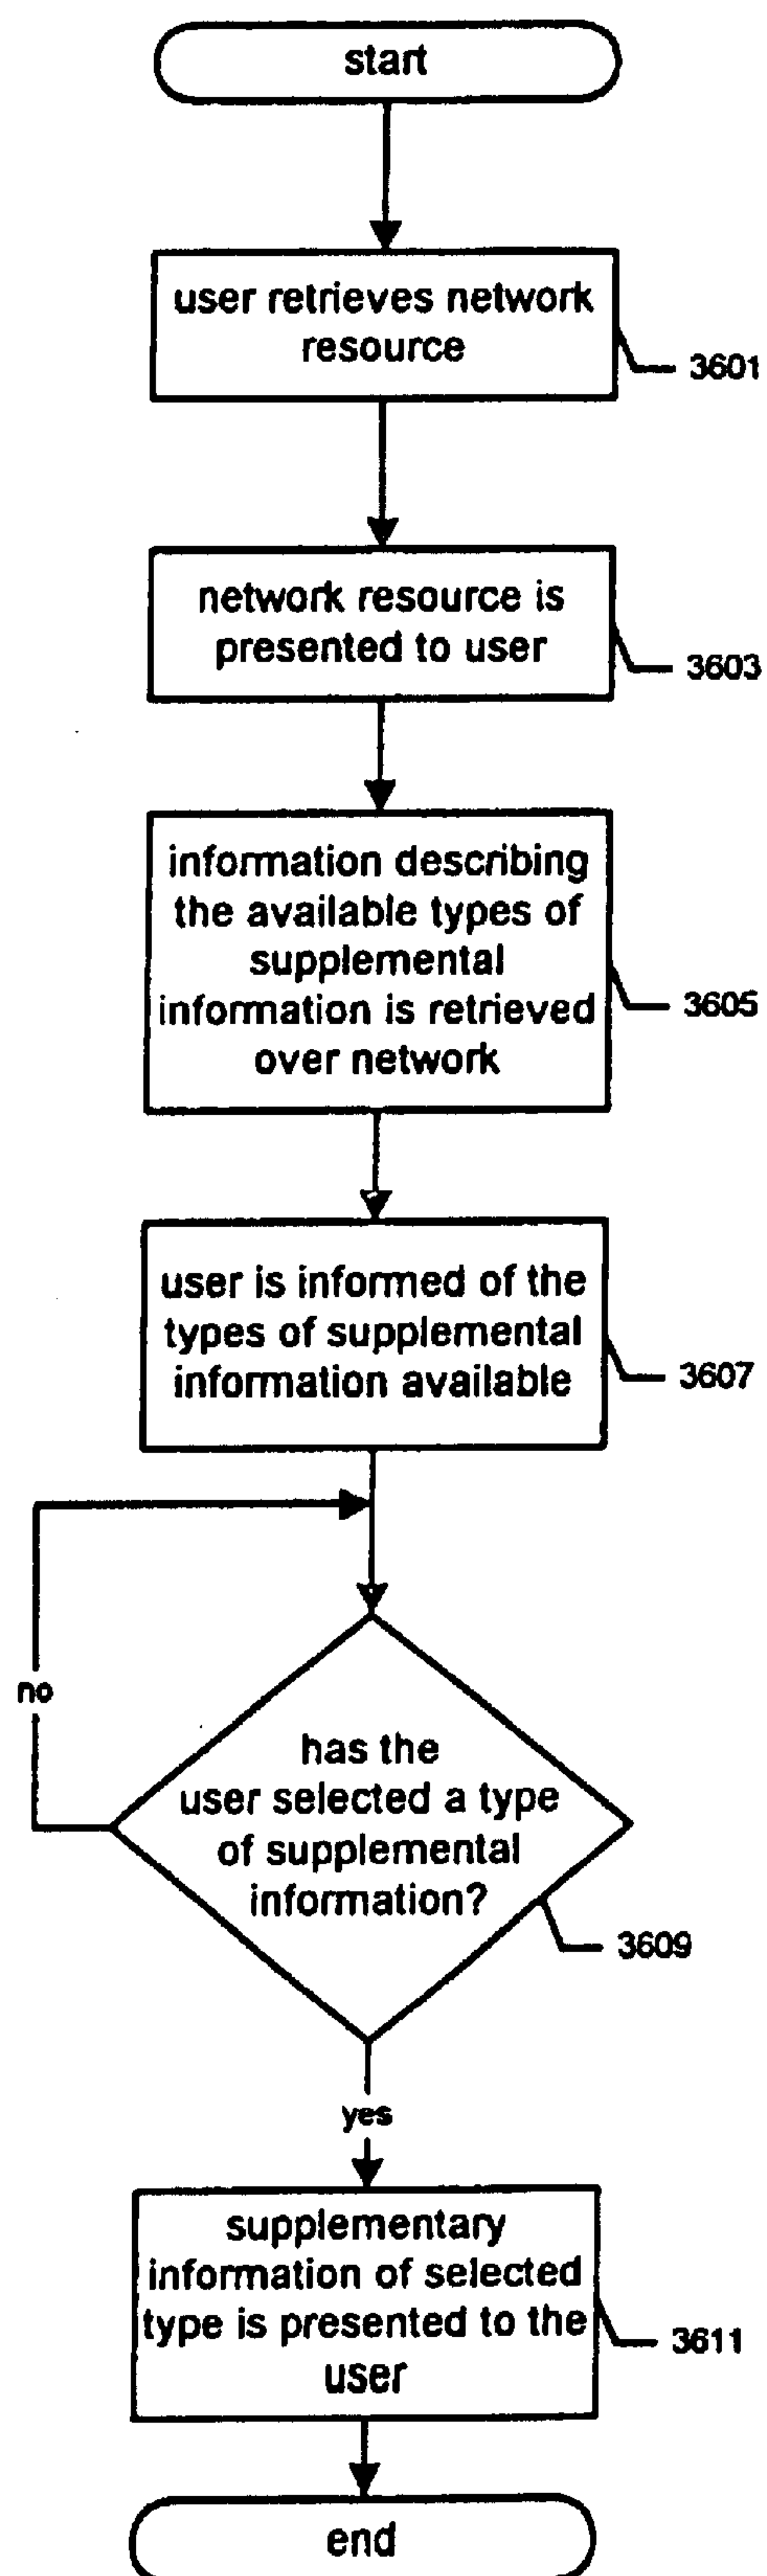 start
user retrieves network
resource
3601
network resource is
presented to user
3603
information describing
the available types of
supplemental
information is retrieved
over network
3605
user is informed of the
types of supplemental
information available
3607
no
has the
user selected a type
of supplemental
information?
3609
yes
supplementary
information of selected
type is presented to the
user
3611
end